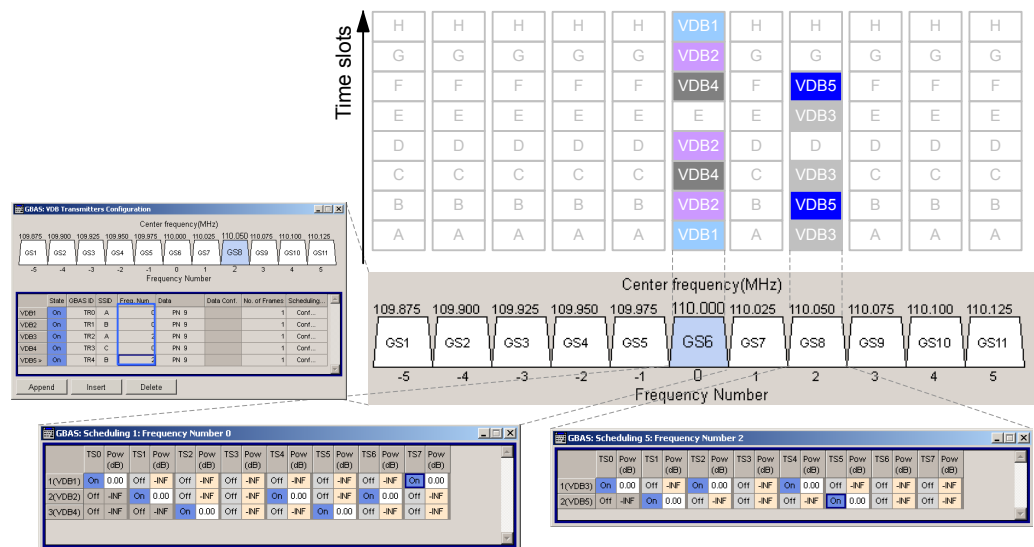 Time slots
H H H H H VDB1 H H H H H
G G G G G VDB2 G G G G G
F F F F F VDB4 F VDB5 F F F
E E E E E E E VDB3 E E E
D D D D D VDB2 D D D D D
C C C C C VDB4 C VDB3 C C C
B B B B B VDB2 B VDB5 B B B
A A A A A VDB1 A VDB3 A A A
GBAS: VDB Transmitters Configuration
Center frequency(MHz)
109.875 109.900 109.925 109.950 109.975 110.000 110.025 110.050 110.075 110.100 110.125
GS1 GS2 GS3 GS4 GS5 GS6 GS7 GS8 GS9 GS10 GS11
-5 -4 -3 -2 -1 0 1 2 3 4 5
Frequency Number
State GBAS ID SSID Freq. Num Data Data Conf. No. of Frames Scheduling...
VDB1 On TR0 A 0 PN 9 1 Conf...
VDB2 On TR1 B 0 PN 9 1 Conf...
VDB3 On TR2 A 2 PN 9 1 Conf...
VDB4 On TR3 C 0 PN 9 1 Conf...
VDB5 > On TR4 B 2 PN 9 1 Conf...
Append Insert Delete
Center frequency(MHz)
109.875 109.900 109.925 109.950 109.975 110.000 110.025 110.050 110.075 110.100 110.125
GS1 GS2 GS3 GS4 GS5 GS6 GS7 GS8 GS9 GS10 GS11
-5 -4 -3 -2 -1 0 1 2 3 4 5
Frequency Number
GBAS: Scheduling 1: Frequency Number 0
TS0 Pow TS1 Pow TS2 Pow TS3 Pow TS4 Pow TS5 Pow TS6 Pow TS7 Pow
(dB) (dB) (dB) (dB) (dB) (dB) (dB) (dB)
1(VDB1) On 0.00 Off -INF Off -INF Off -INF Off -INF Off -INF Off -INF On 0.00
2(VDB2) Off -INF On 0.00 Off -INF Off -INF On 0.00 Off -INF On 0.00 Off -INF
3(VDB4) Off -INF Off -INF On 0.00 Off -INF Off -INF On 0.00 Off -INF Off -INF
GBAS: Scheduling 5: Frequency Number 2
TS0 Pow TS1 Pow TS2 Pow TS3 Pow TS4 Pow TS5 Pow TS6 Pow TS7 Pow
(dB) (dB) (dB) (dB) (dB) (dB) (dB) (dB)
1(VDB3) On 0.00 Off -INF On 0.00 Off -INF On 0.00 Off -INF Off -INF Off -INF
2(VDB5) Off -INF On 0.00 Off -INF Off -INF Off -INF On 0.00 Off -INF Off -INF